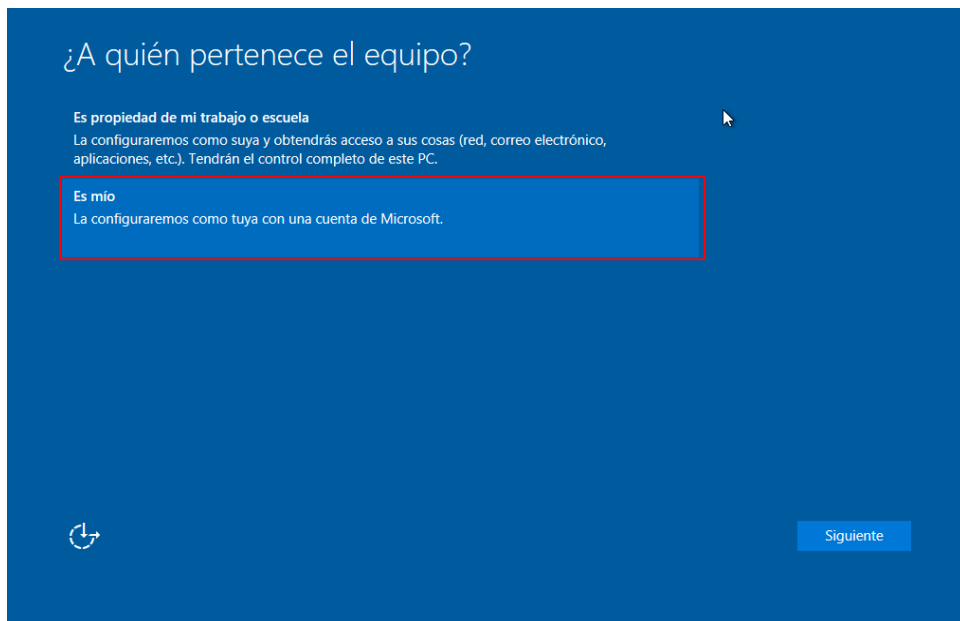 ¿A quién pertenece el equipo?
Es propiedad de mi trabajo o escuela
La configuraremos como suya y obtendrás acceso a sus cosas (red, correo electrónico,
aplicaciones, etc.). Tendrán el control completo de este PC.
Es mío
La configuraremos como tuya con una cuenta de Microsoft.
Siguiente